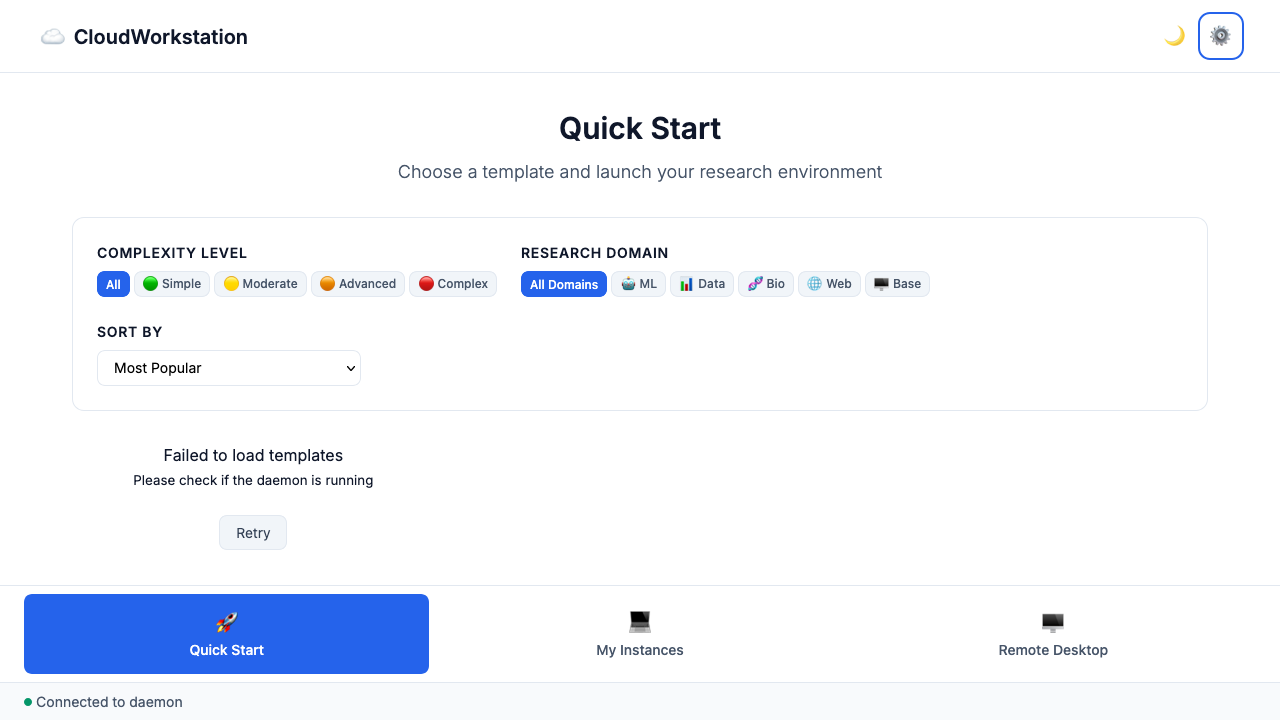 CloudWorkstation
Quick Start
Choose a template and launch your research environment
COMPLEXITY LEVEL
All Simple Moderate Advanced Complex
RESEARCH DOMAIN
All Domains ML Data Bio Web Base
SORT BY
Most Popular
Failed to load templates
Please check if the daemon is running
Retry
Quick Start
My Instances
Remote Desktop
Connected to daemon